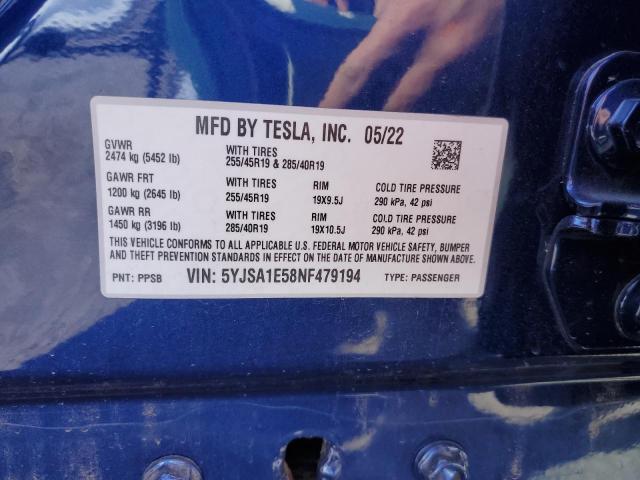 MFD BY TESLA, INC. 05/22
GVWR WITH TIRES
2474 kg (5452 lb) 255/45R19 & 285/40R19
GAWR FRT WITH TIRES RIM COLD TIRE PRESSURE
1200 kg (2645 lb) 255/45R19 19X9.5J 290 kPa, 42 psi
GAWR RR WITH TIRES RIM COLD TIRE PRESSURE
1450 kg (3196 lb) 285/40R19 19X10.5J 290 kPa, 42 psi
THIS VEHICLE CONFORMS TO ALL APPLICABLE U.S. FEDERAL MOTOR VEHICLE SAFETY, BUMPER
AND THEFT PREVENTION STANDARDS IN EFFECT ON THE DATE OF MANUFACTURE SHOWN ABOVE.
PNT: PPSB VIN: 5YJSA1E58NF479194 TYPE: PASSENGER